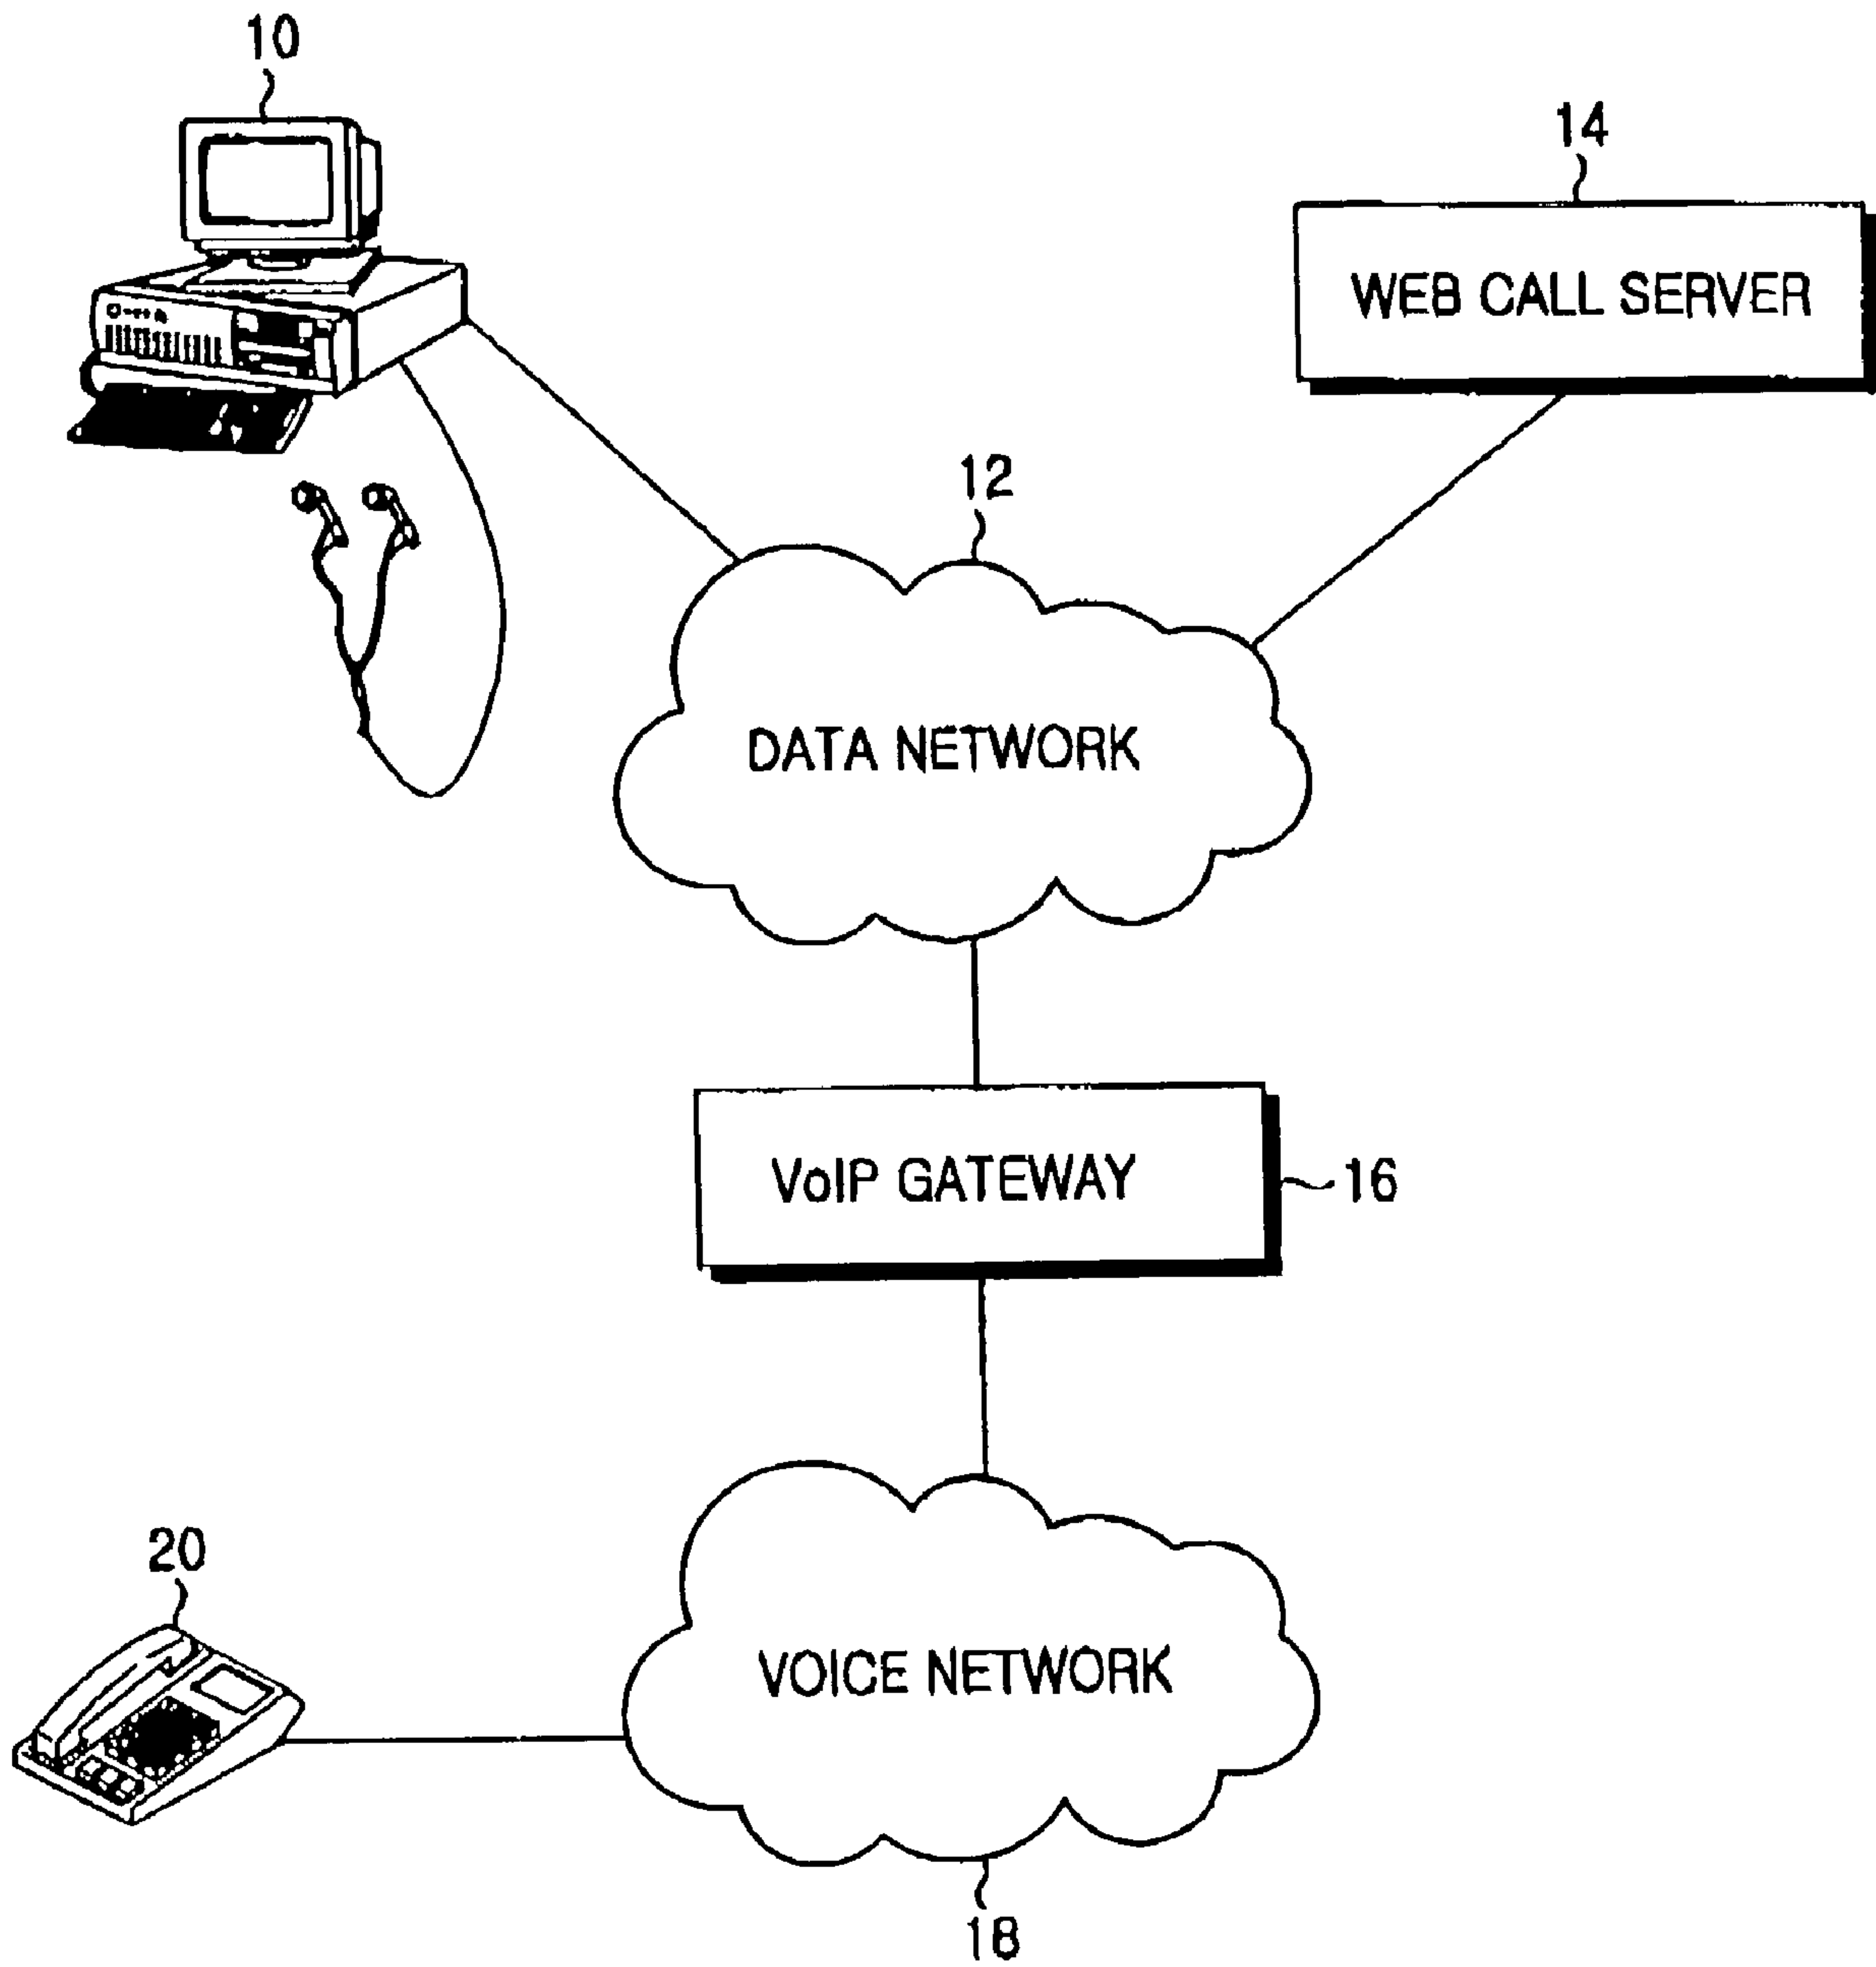 10
14
WEB CALL SERVER
12
DATA NETWORK
VoIP GATEWAY
16
20
VOICE NETWORK
18